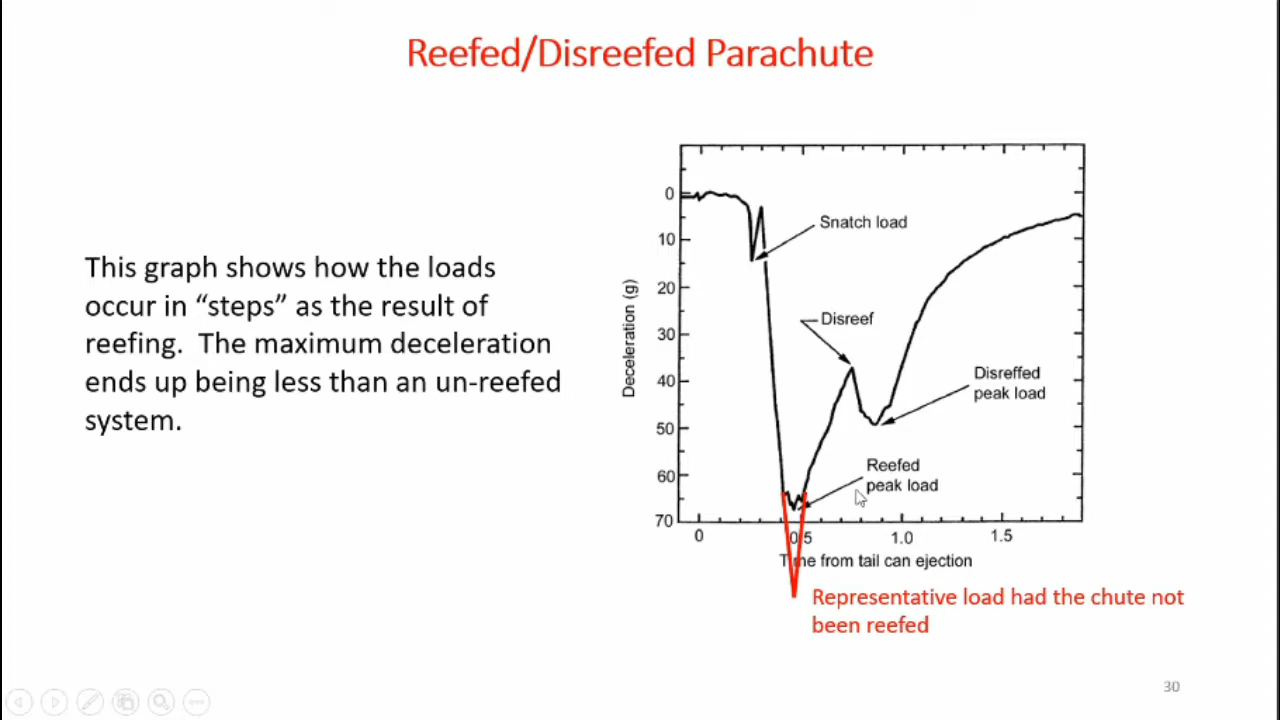 Reefed/Disreefed Parachute
This graph shows how the loads
occur in “steps” as the result of
reefing.  The maximum deceleration
ends up being less than an un-reefed
system.
Deceleration (g)
0
10
20
30
40
50
60
70
Snatch load
Disreef
Disreffed
peak load
Reefed
peak load
0 0.5 1.0 1.5
Time from tail can ejection
Representative load had the chute not
been reefed
30